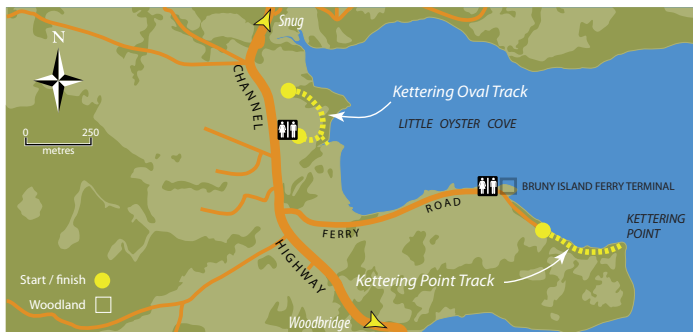 Snug
N
CHANNEL
Kettering Oval Track
LITTLE OYSTER COVE
0 250
metres
BRUNY ISLAND FERRY TERMINAL
FERRY ROAD
KETTERING
POINT
HIGHWAY
Kettering Point Track
Start / finish
Woodland
Woodbridge